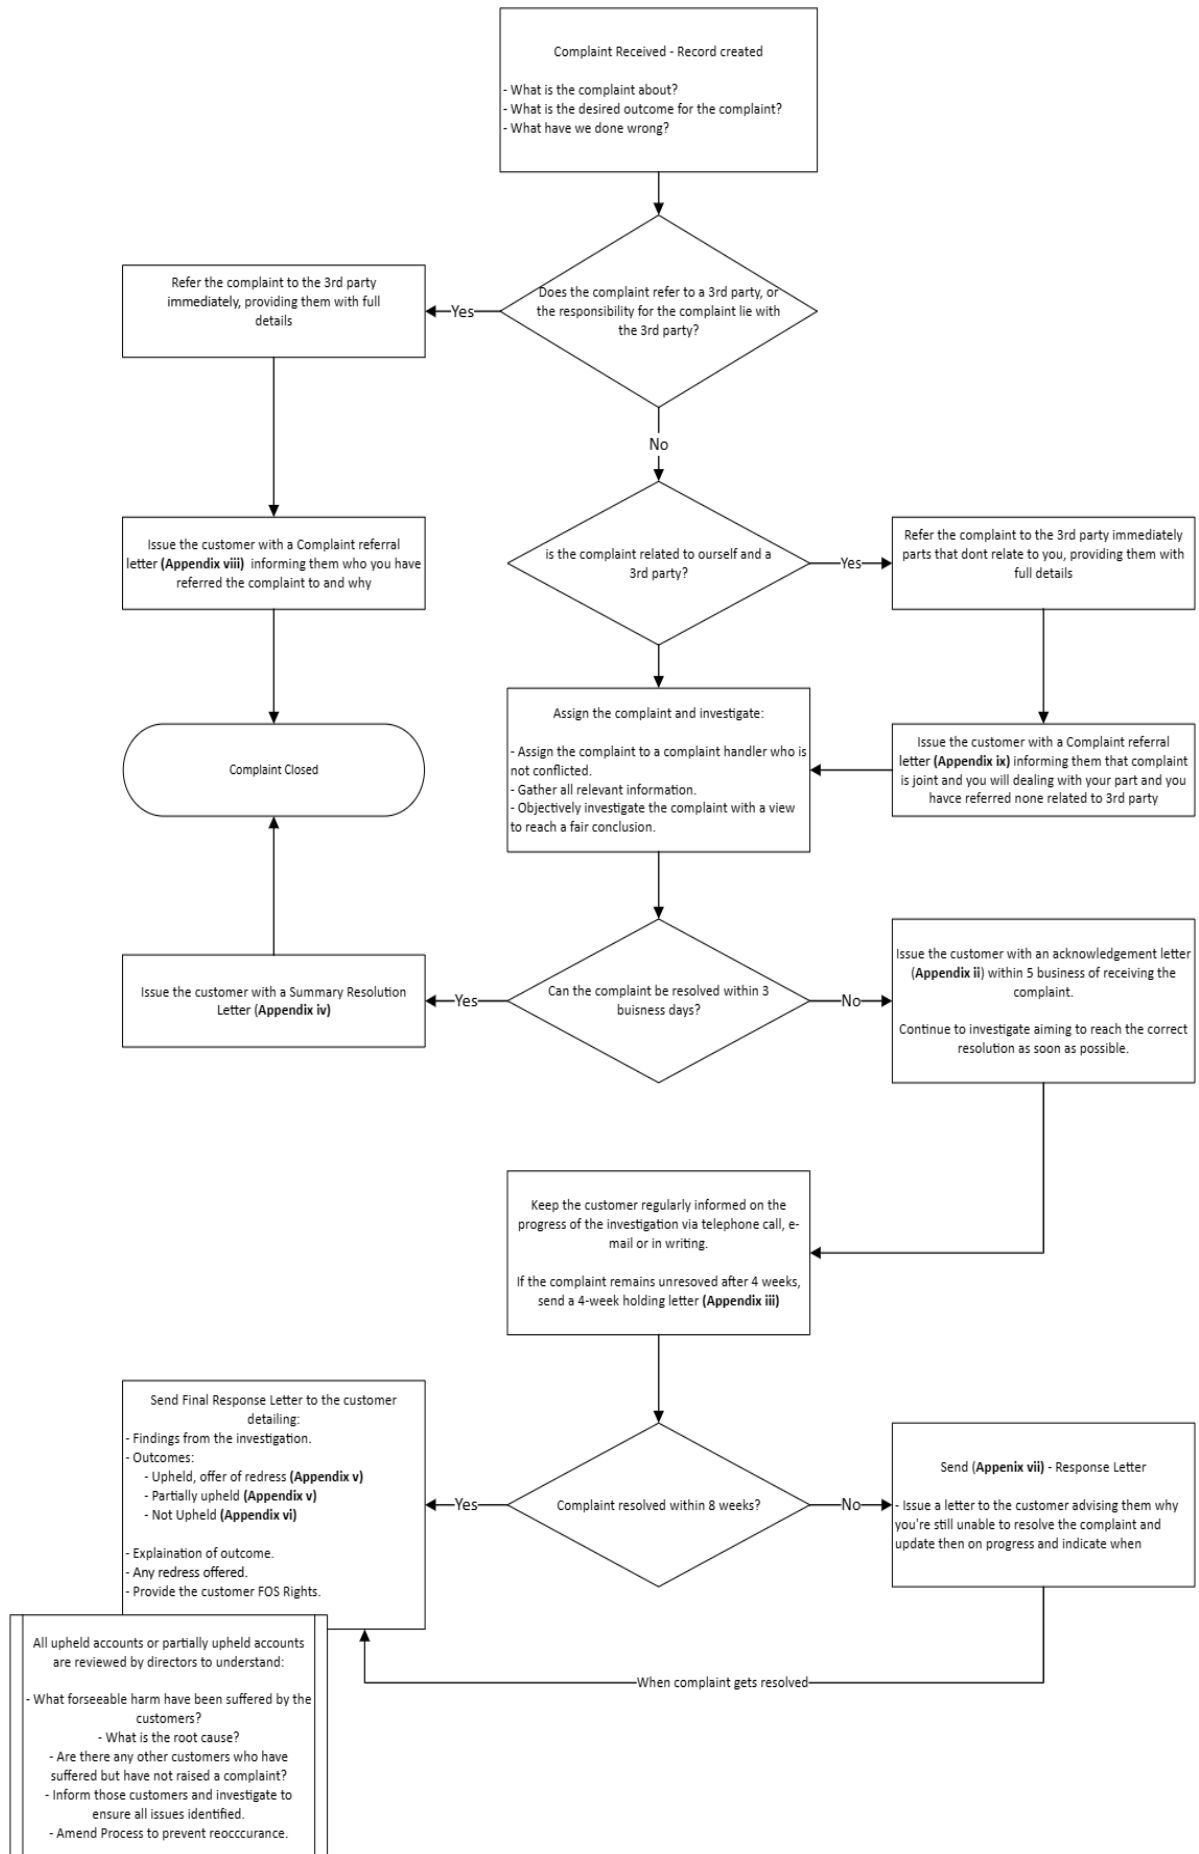 Complaint Received - Record created
- What is the complaint about?
- What is the desired outcome for the complaint?
- What have we done wrong?
Does the complaint refer to a 3rd party, or
the responsibility for the complaint lie with
the 3rd party?
Yes
Refer the complaint to the 3rd party
immediately, providing them with full
details
No
Issue the customer with a Complaint referral
letter (Appendix viii) informing them who you have
referred the complaint to and why
is the complaint related to ourself and a
3rd party?
Yes
Refer the complaint to the 3rd party immediately
parts that dont relate to you, providing them with
full details
Complaint Closed
Assign the complaint and investigate:
- Assign the complaint to a complaint handler who is
not conflicted.
- Gather all relevant information.
- Objectively investigate the complaint with a view
to reach a fair conclusion.
Issue the customer with a Complaint referral
letter (Appendix ix) informing them that complaint
is joint and you will dealing with your part and you
havce referred none related to 3rd party
Issue the customer with a Summary Resolution
Letter (Appendix iv)
Yes
Can the complaint be resolved within 3
buisness days?
No
Issue the customer with an acknowledgement letter
(Appendix ii) within 5 business of receiving the
complaint.
Continue to investigate aiming to reach the correct
resolution as soon as possible.
Keep the customer regularly informed on the
progress of the investigation via telephone call, e-
mail or in writing.
If the complaint remains unresoved after 4 weeks,
send a 4-week holding letter (Appendix iii)
Send Final Response Letter to the customer
detailing:
- Findings from the investigation.
- Outcomes:
- Upheld, offer of redress (Appendix v)
- Partially upheld (Appendix v)
- Not Upheld (Appendix vi)
- Explaination of outcome.
- Any redress offered.
- Provide the customer FOS Rights.
Yes
Complaint resolved within 8 weeks?
No
Send (Appenix vii) - Response Letter
- Issue a letter to the customer advising them why
you're still unable to resolve the complaint and
update then on progress and indicate when
When complaint gets resolved
All upheld accounts or partially upheld accounts
are reviewed by directors to understand:
- What forseeable harm have been suffered by the
customers?
- What is the root cause?
- Are there any other customers who have
suffered but have not raised a complaint?
- Inform those customers and investigate to
ensure all issues identified.
- Amend Process to prevent reocccurance.